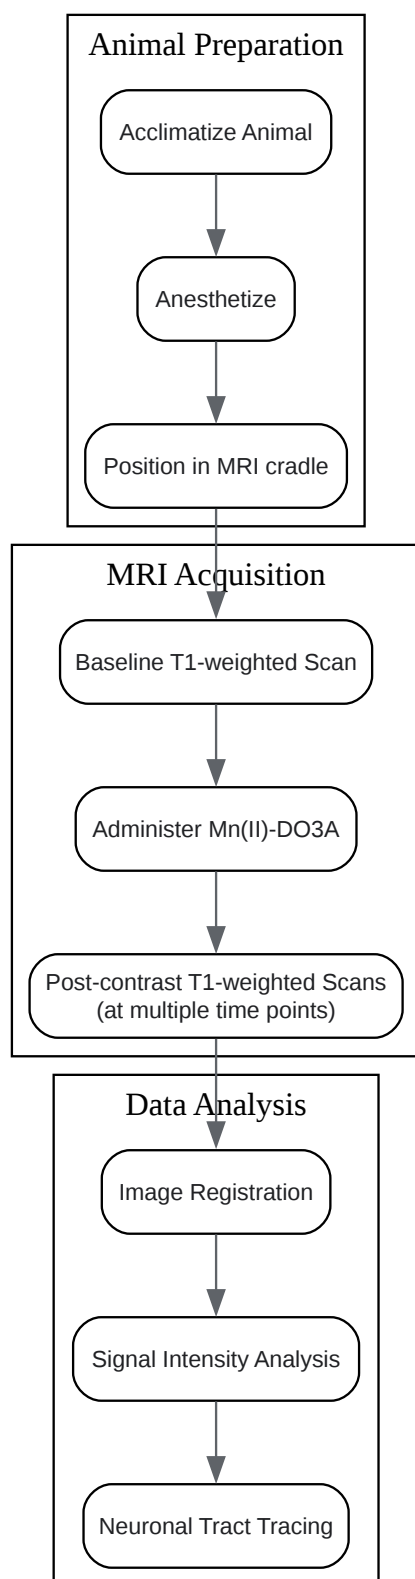 Animal Preparation
Acclimatize Animal
Anesthetize
Position in MRI cradle
MRI Acquisition
Baseline T1-weighted Scan
Administer Mn(II)-DO3A
Post-contrast T1-weighted Scans
(at multiple time points)
Data Analysis
Image Registration
Signal Intensity Analysis
Neuronal Tract Tracing